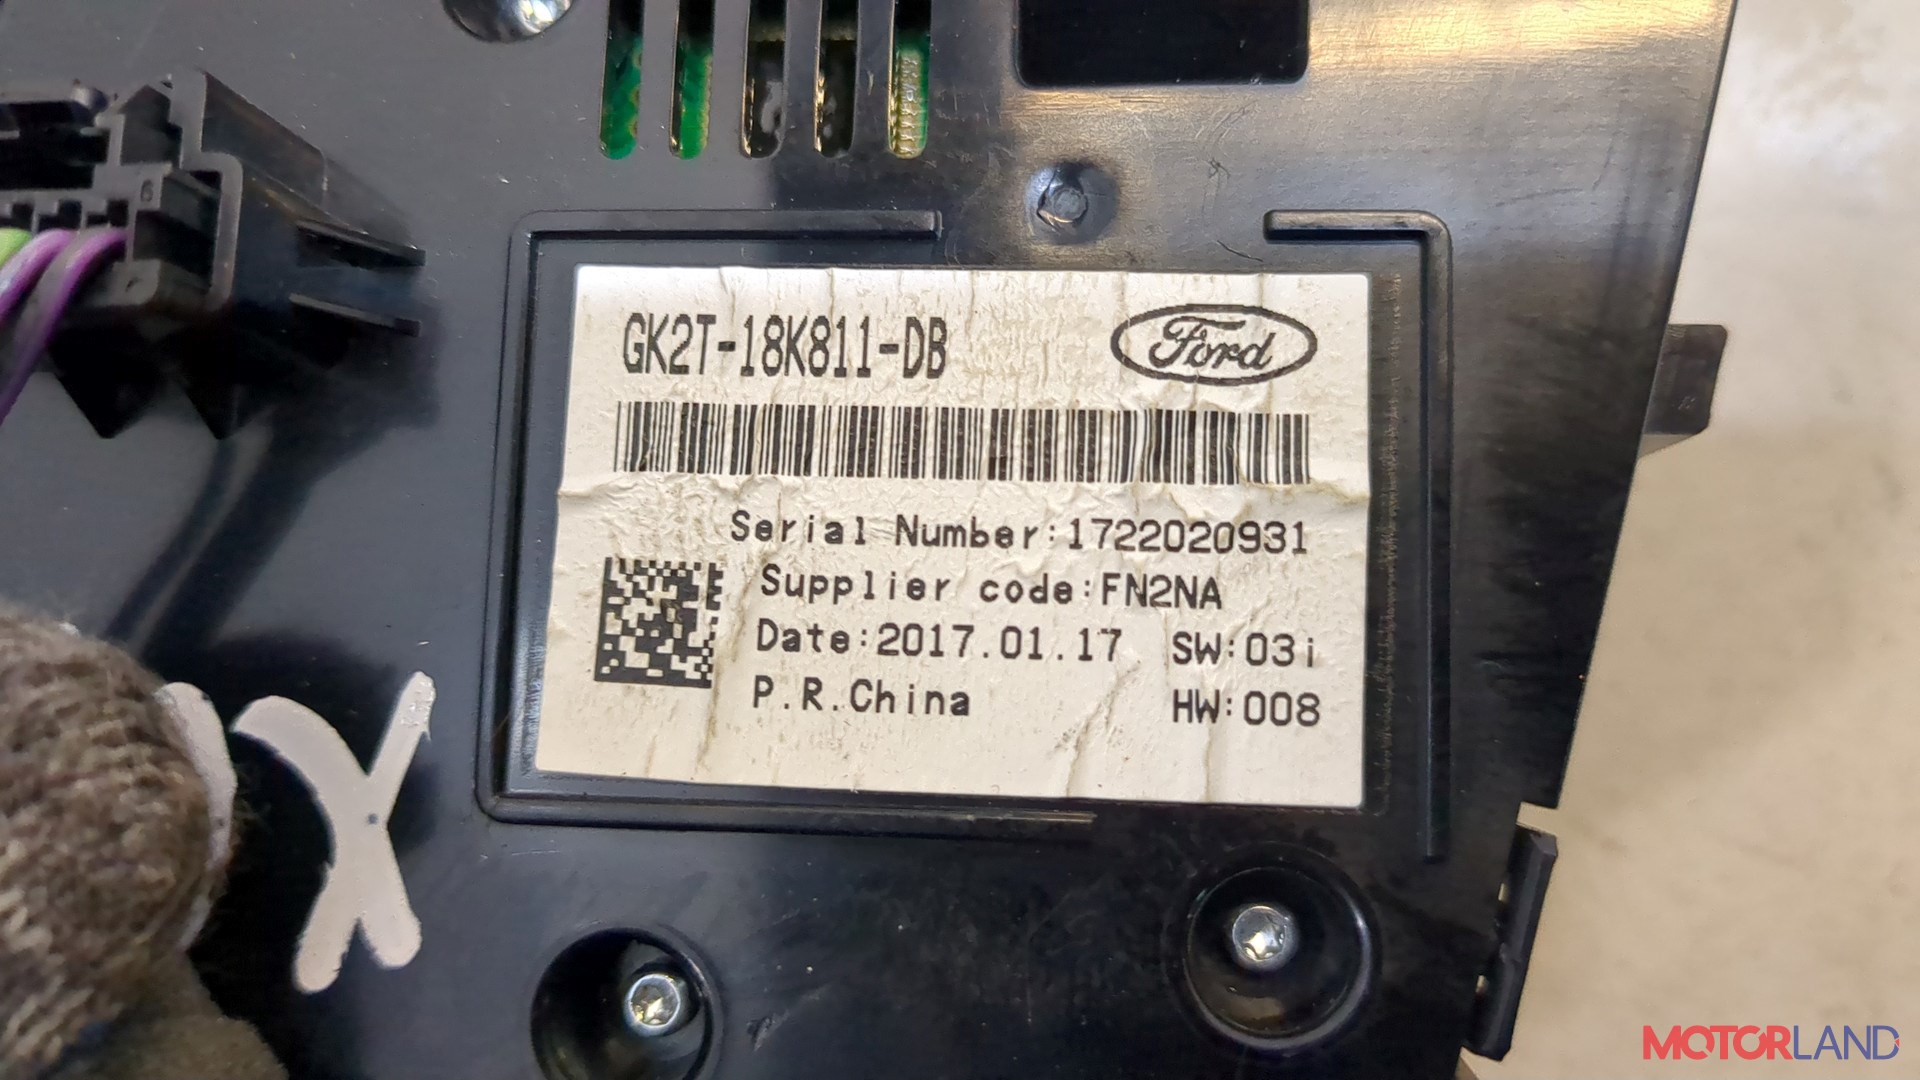 GK2T-18K811-DB
Ford
Serial Number:1722020931
Supplier code:FN2NA
Date:2017.01.17 SW:03i
P.R.China HW:008
6
MOTORLAND